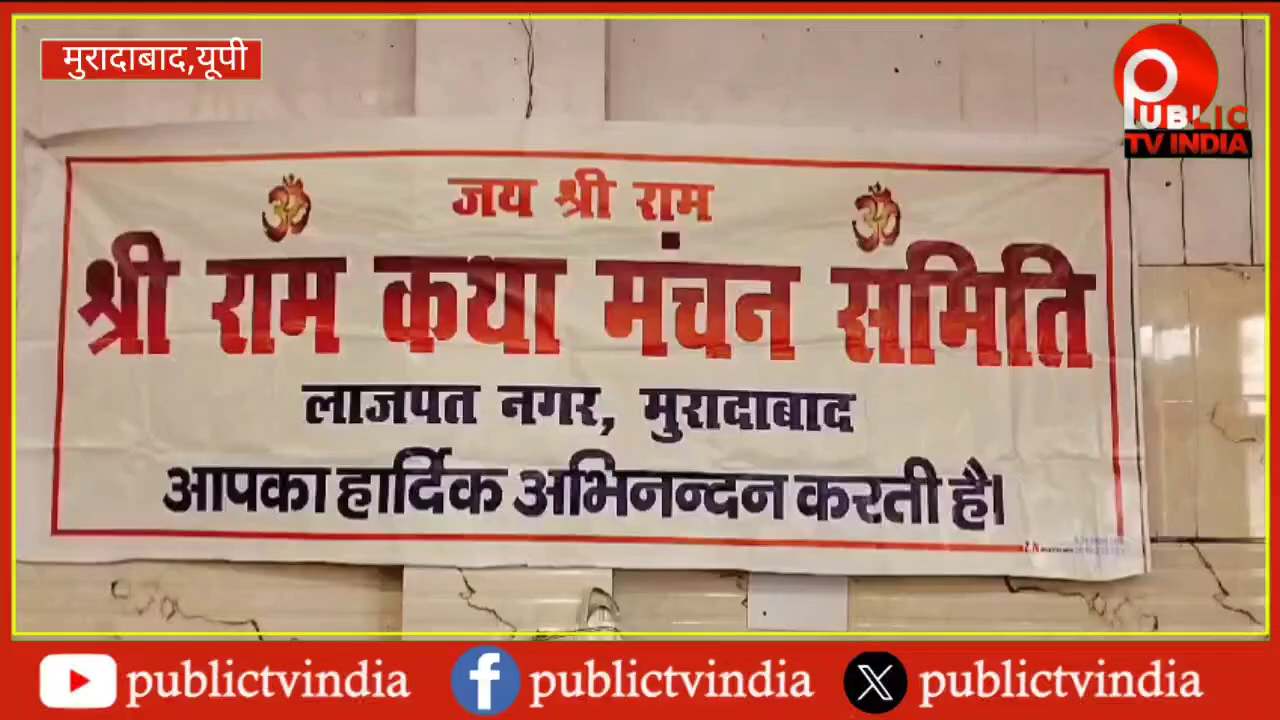 मुरादाबाद,यूपी
PUBLIC
TV INDIA
ॐ जय श्री राम ॐ
श्री राम कथा मंचन समिति
लाजपत नगर, मुरादाबाद
आपका हार्दिक अभिनन्दन करती है।
publictvindia publictvindia publictvindia